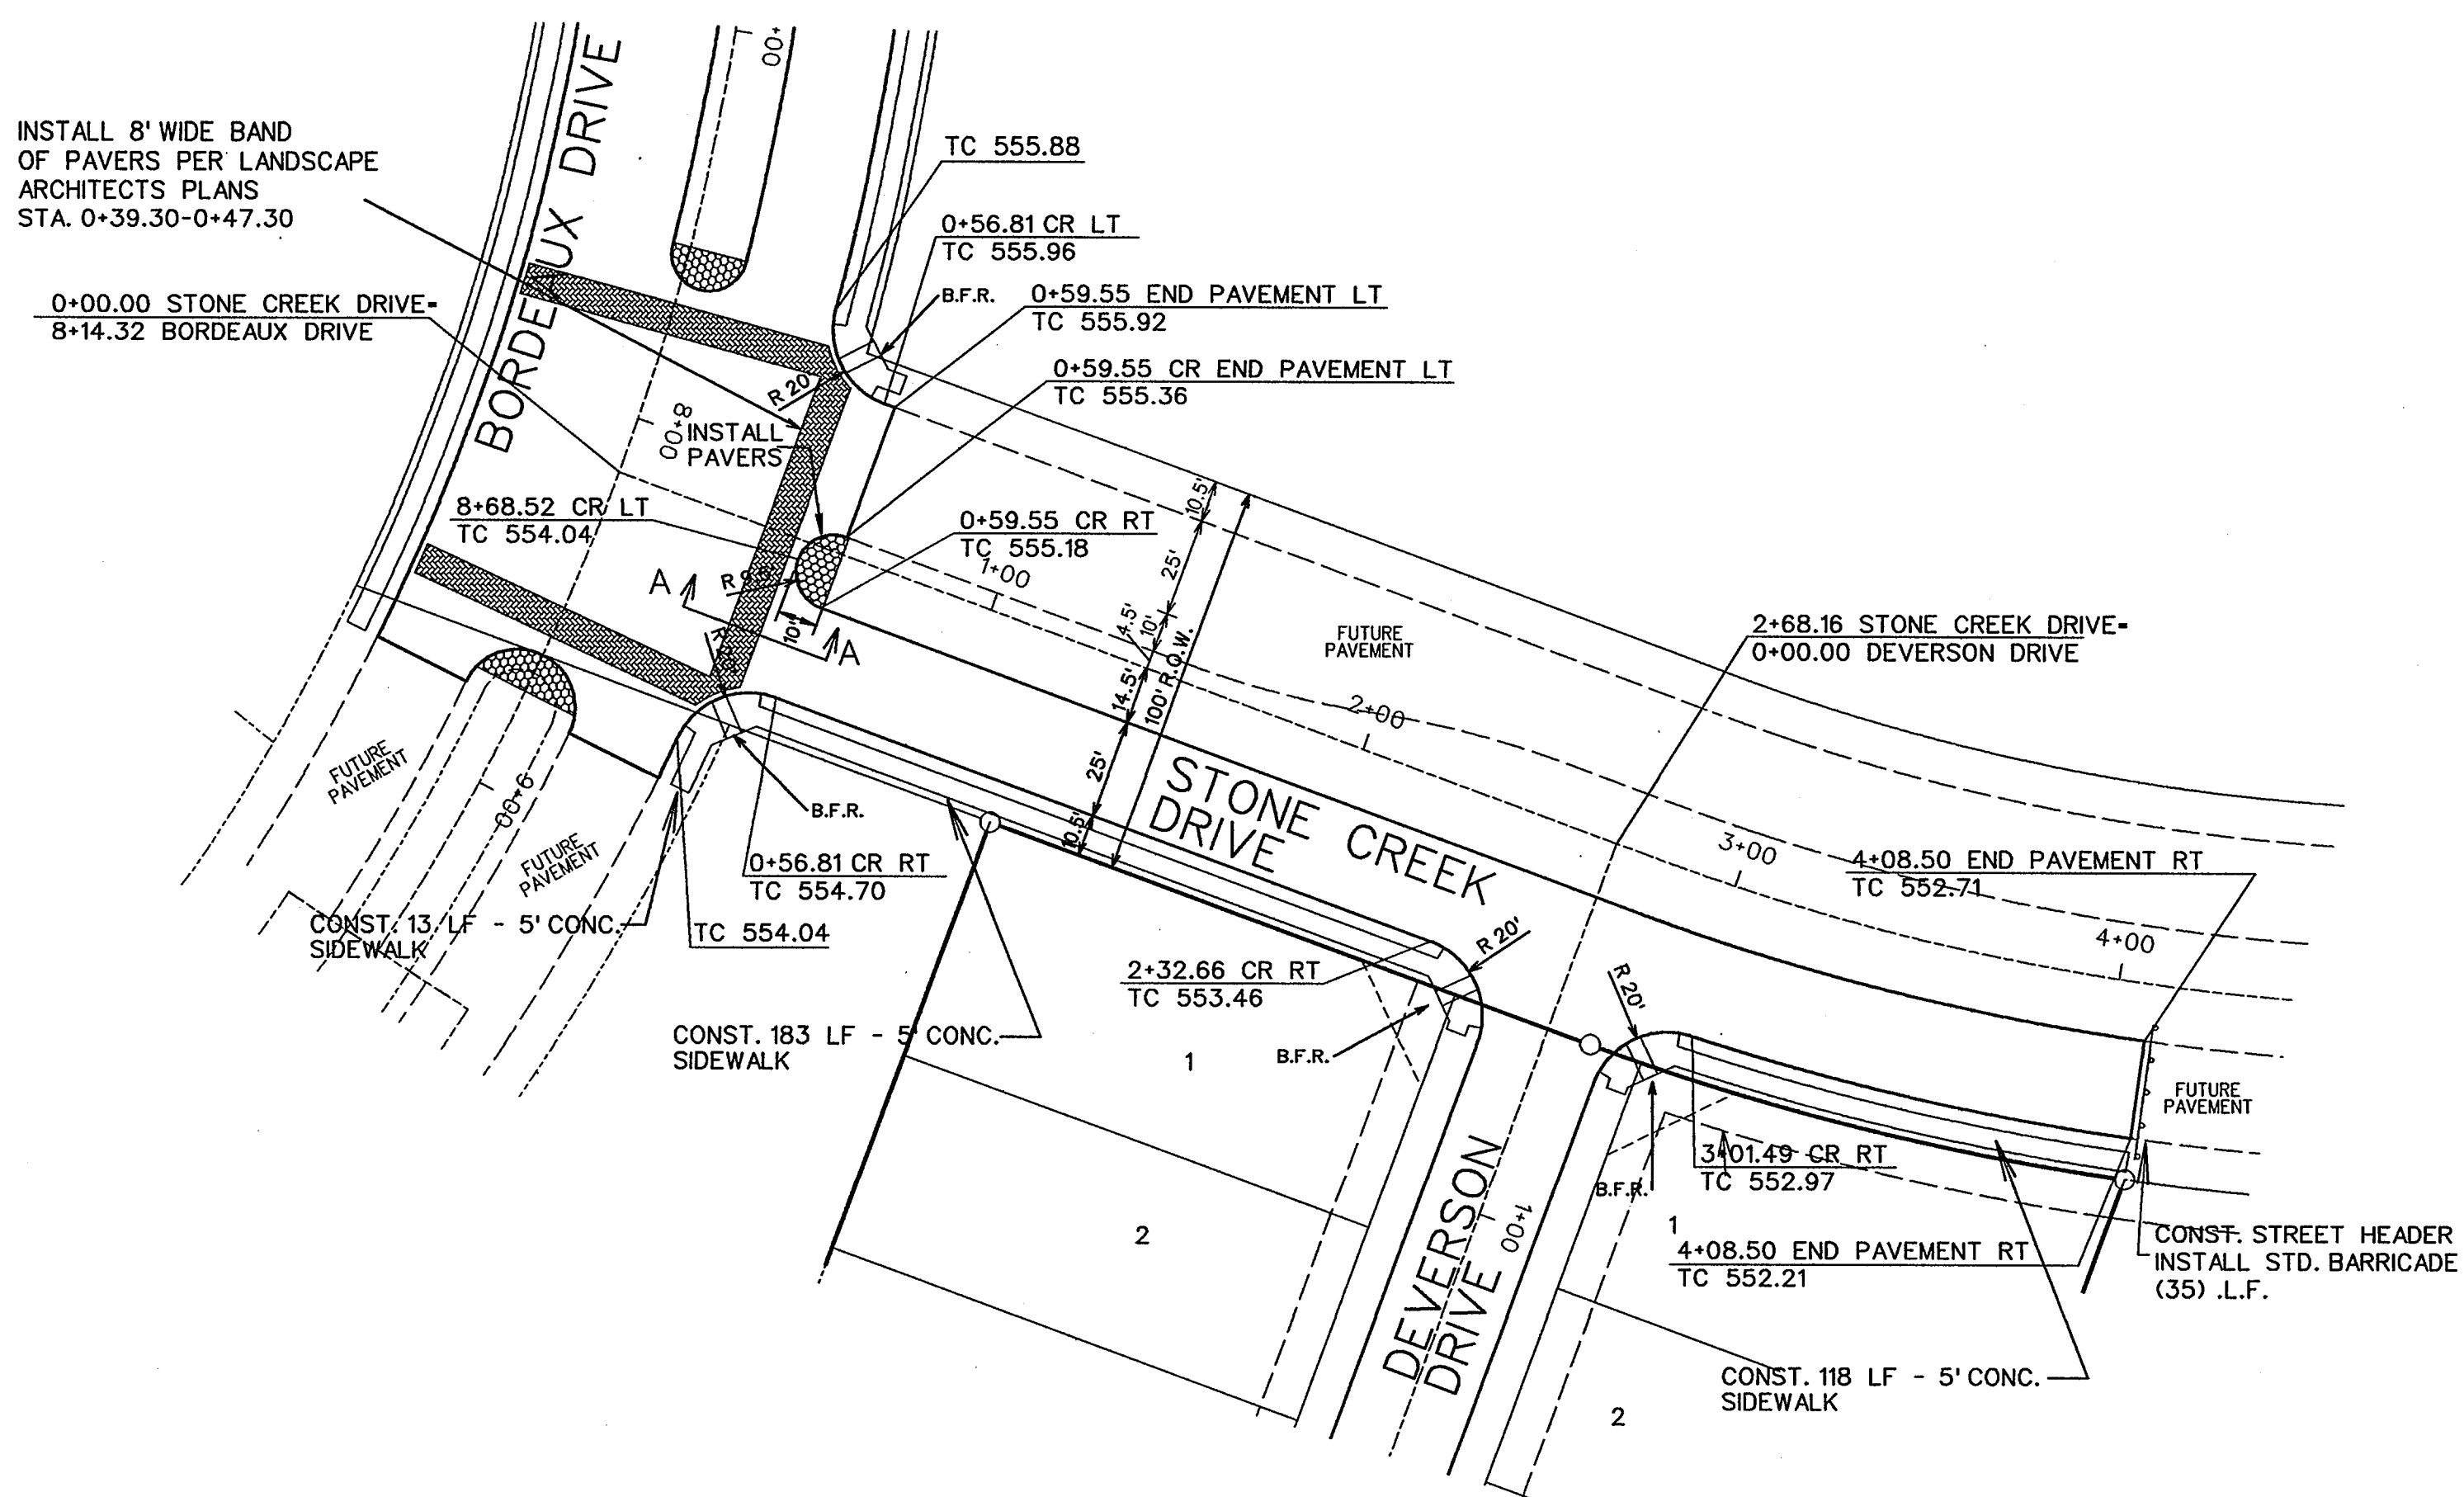 INSTALL 8' WIDE BAND
OF PAVERS PER LANDSCAPE
ARCHITECTS PLANS
STA. 0+39.30-0+47.30
0+00.00 STONE CREEK DRIVE=
8+14.32 BORDEAUX DRIVE
BORDEAUX DRIVE
00+
TC 555.88
0+56.81 CR LT
TC 555.96
B.F.R.
0+59.55 END PAVEMENT LT
TC 555.92
0+59.55 CR END PAVEMENT LT
TC 555.36
R 20'
8+00
INSTALL
PAVERS
8+68.52 CR LT
TC 554.04
0+59.55 CR RT
TC 555.18
1+00
A
R 9.5'
10'
A
R 20'
10.5'
25'
4.5'
10'
14.5'
100' R.O.W.
25'
10.5'
FUTURE
PAVEMENT
2+68.16 STONE CREEK DRIVE=
0+00.00 DEVERSON DRIVE
2+00
STONE CREEK
DRIVE
3+00
4+08.50 END PAVEMENT RT
TC 552.71
4+00
FUTURE
PAVEMENT
9+00
FUTURE
PAVEMENT
B.F.R.
0+56.81 CR RT
TC 554.70
TC 554.04
CONST. 13 LF - 5' CONC.
SIDEWALK
CONST. 183 LF - 5' CONC.
SIDEWALK
2+32.66 CR RT
TC 553.46
R 20'
B.F.R.
R 20'
1
2
DEVERSON
DRIVE
1+00
B.F.R.
3+01.49 CR RT
TC 552.97
1
4+08.50 END PAVEMENT RT
TC 552.21
FUTURE
PAVEMENT
CONST. STREET HEADER
INSTALL STD. BARRICADE
(35) .L.F.
CONST. 118 LF - 5' CONC.
SIDEWALK
2